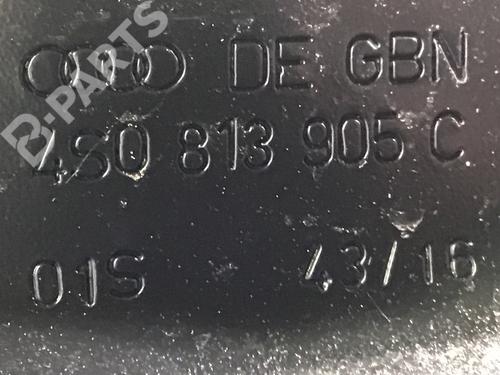 DE GBN
4S0 813 905 C
01S 43/16
B-PARTS